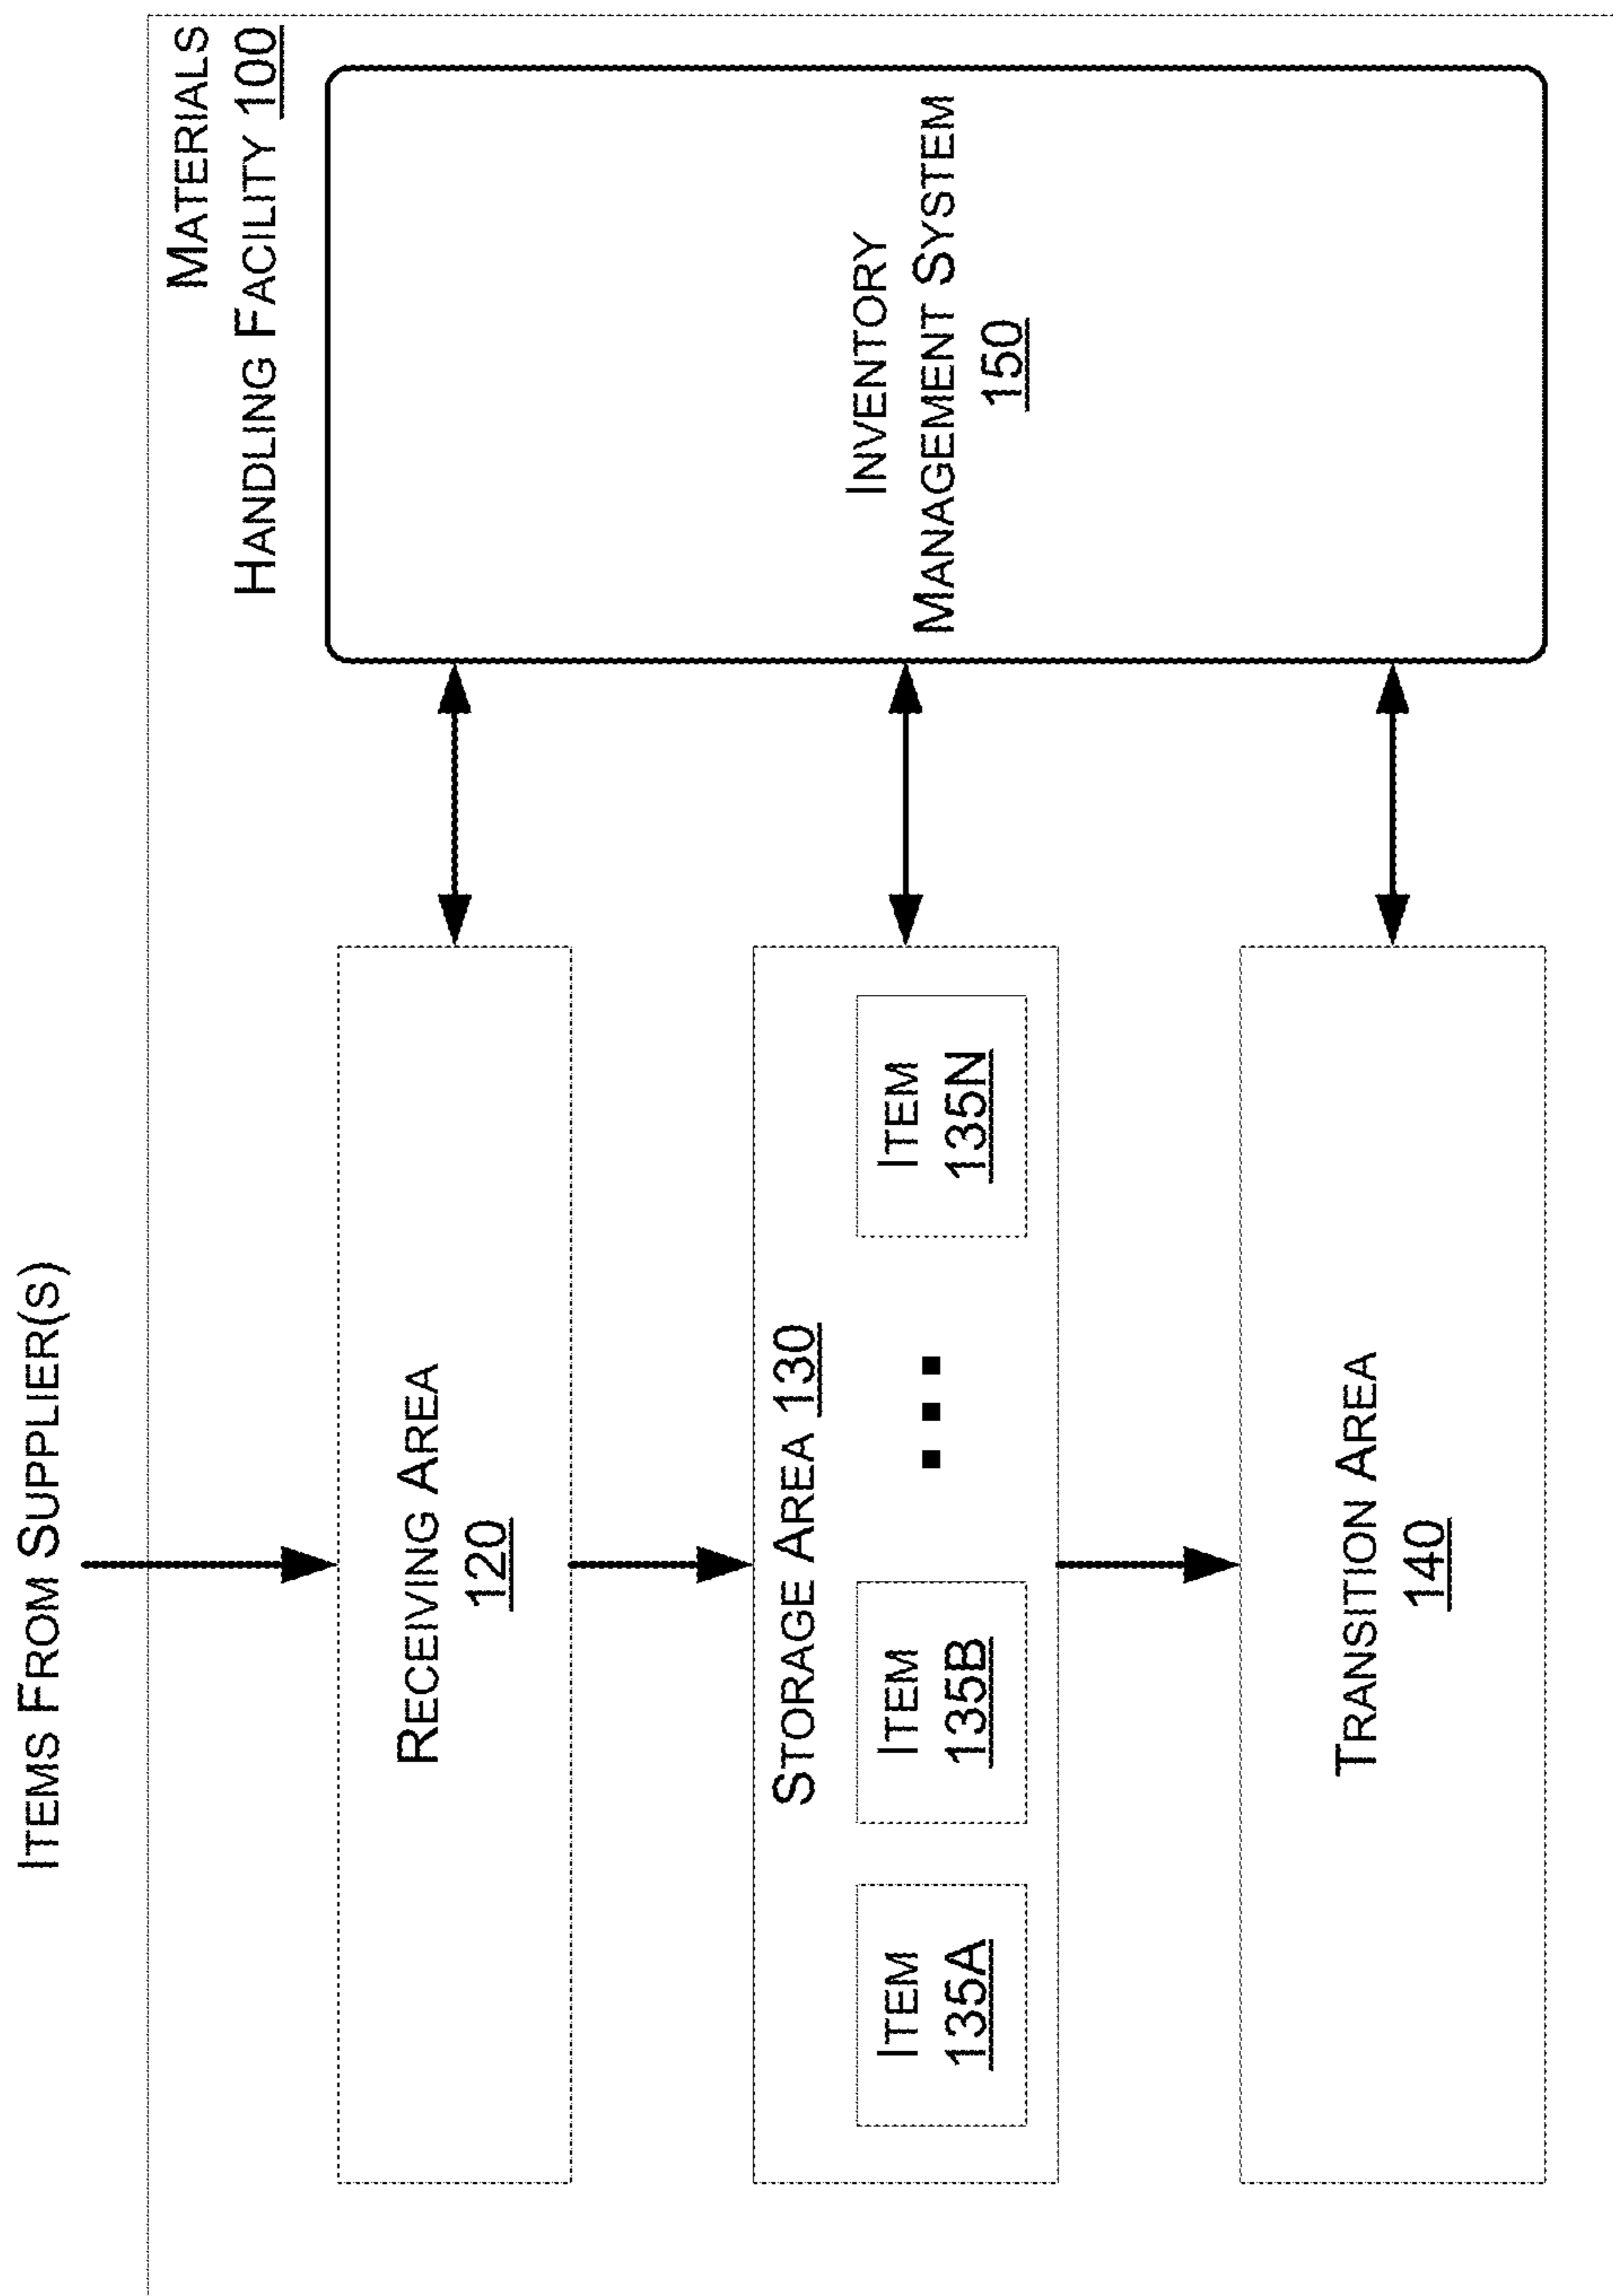 Items From Supplier(s)
Materials
Handling Facility 100
Receiving Area
120
Storage Area 130
Item
135A
Item
135B
Item
135N
Transition Area
140
Inventory
Management System
150